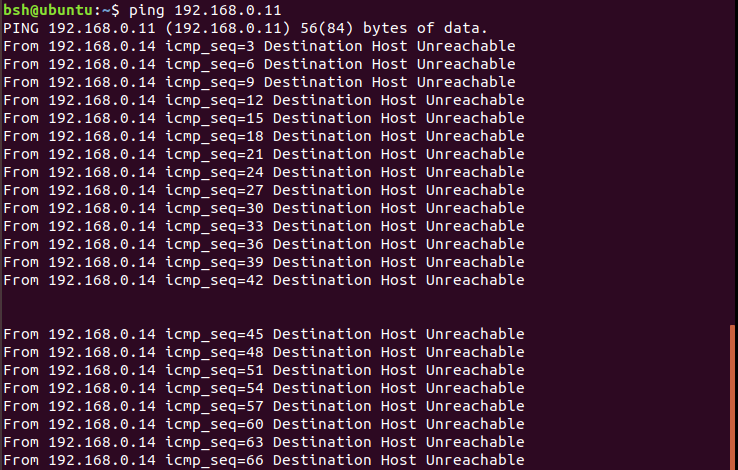 bsh@ubuntu:~$ ping 192.168.0.11
PING 192.168.0.11 (192.168.0.11) 56(84) bytes of data.
From 192.168.0.14 icmp_seq=3 Destination Host Unreachable
From 192.168.0.14 icmp_seq=6 Destination Host Unreachable
From 192.168.0.14 icmp_seq=9 Destination Host Unreachable
From 192.168.0.14 icmp_seq=12 Destination Host Unreachable
From 192.168.0.14 icmp_seq=15 Destination Host Unreachable
From 192.168.0.14 icmp_seq=18 Destination Host Unreachable
From 192.168.0.14 icmp_seq=21 Destination Host Unreachable
From 192.168.0.14 icmp_seq=24 Destination Host Unreachable
From 192.168.0.14 icmp_seq=27 Destination Host Unreachable
From 192.168.0.14 icmp_seq=30 Destination Host Unreachable
From 192.168.0.14 icmp_seq=33 Destination Host Unreachable
From 192.168.0.14 icmp_seq=36 Destination Host Unreachable
From 192.168.0.14 icmp_seq=39 Destination Host Unreachable
From 192.168.0.14 icmp_seq=42 Destination Host Unreachable
From 192.168.0.14 icmp_seq=45 Destination Host Unreachable
From 192.168.0.14 icmp_seq=48 Destination Host Unreachable
From 192.168.0.14 icmp_seq=51 Destination Host Unreachable
From 192.168.0.14 icmp_seq=54 Destination Host Unreachable
From 192.168.0.14 icmp_seq=57 Destination Host Unreachable
From 192.168.0.14 icmp_seq=60 Destination Host Unreachable
From 192.168.0.14 icmp_seq=63 Destination Host Unreachable
From 192.168.0.14 icmp_seq=66 Destination Host Unreachable